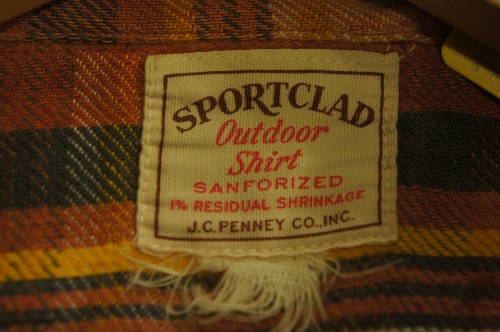 SPORTCLAD
Outdoor
Shirt
SANFORIZED
1% RESIDUAL SHRINKAGE
J.C. PENNEY CO., INC.